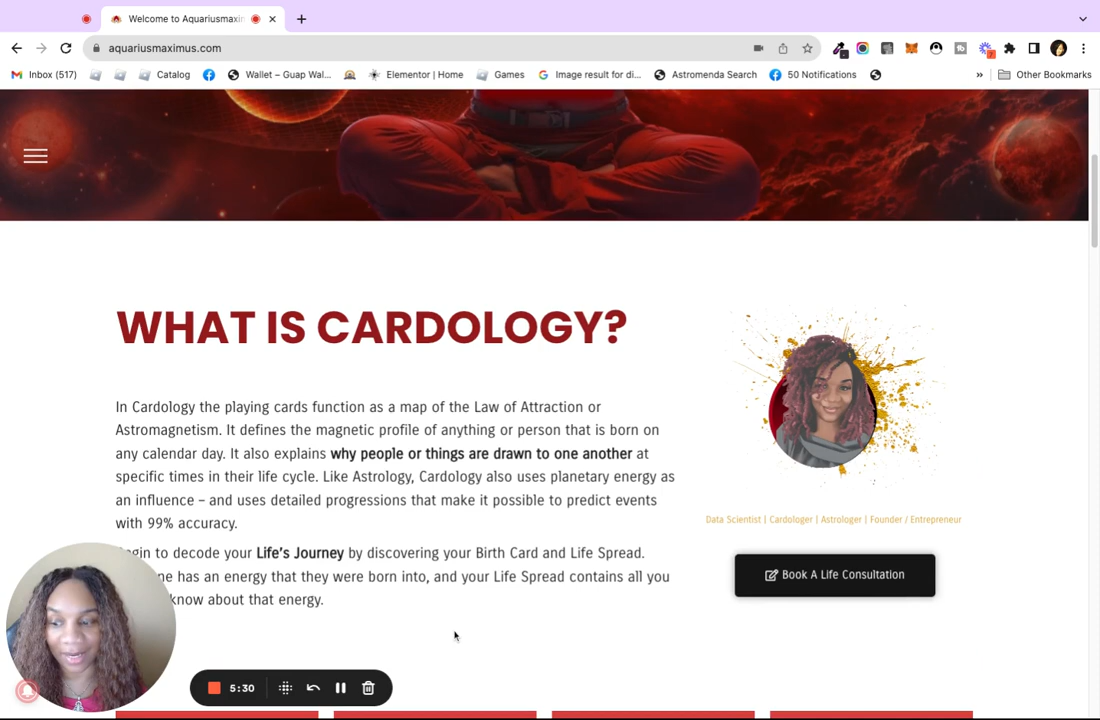 Welcome to Aquariusmaxim
aquariusmaximus.com
Inbox (517) Catalog Wallet – Guap Wal... Elementor | Home Games Image result for di... Astromenda Search 50 Notifications » Other Bookmarks
WHAT IS CARDOLOGY?
In Cardology the playing cards function as a map of the Law of Attraction or
Astromagnetism. It defines the magnetic profile of anything or person that is born on
any calendar day. It also explains why people or things are drawn to one another at
specific times in their life cycle. Like Astrology, Cardology also uses planetary energy as
an influence – and uses detailed progressions that make it possible to predict events
with 99% accuracy.
Data Scientist | Cardologer | Astrologer | Founder / Entrepreneur
gin to decode your Life's Journey by discovering your Birth Card and Life Spread.
ne has an energy that they were born into, and your Life Spread contains all you
know about that energy.
Book A Life Consultation
5:30